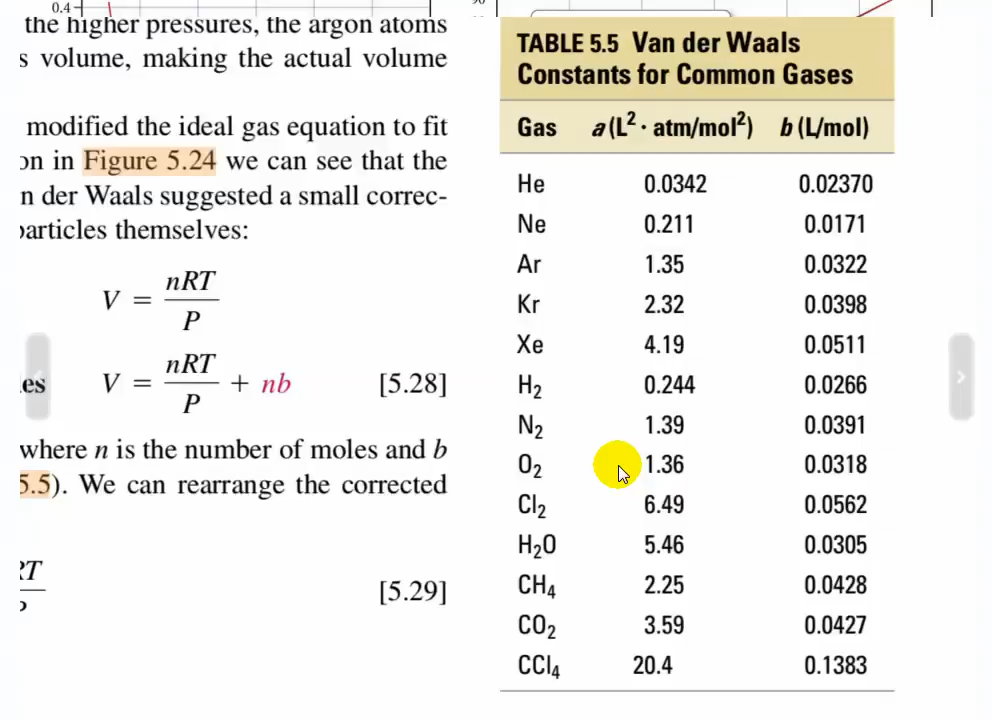 0.4
the higher pressures, the argon atoms
s volume, making the actual volume
modified the ideal gas equation to fit
on in Figure 5.24 we can see that the
n der Waals suggested a small correc-
particles themselves:
V = nRT / P
es V = nRT / P + nb [5.28]
where n is the number of moles and b
5.5). We can rearrange the corrected
RT
P [5.29]
TABLE 5.5 Van der Waals
Constants for Common Gases
Gas a (L² · atm/mol²) b (L/mol)
He 0.0342 0.02370
Ne 0.211 0.0171
Ar 1.35 0.0322
Kr 2.32 0.0398
Xe 4.19 0.0511
H₂ 0.244 0.0266
N₂ 1.39 0.0391
O₂ 1.36 0.0318
Cl₂ 6.49 0.0562
H₂O 5.46 0.0305
CH₄ 2.25 0.0428
CO₂ 3.59 0.0427
CCl₄ 20.4 0.1383